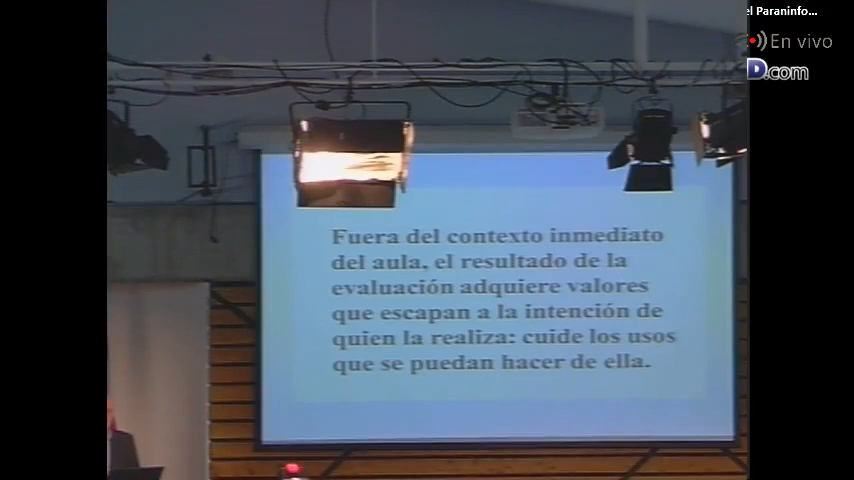 el Paraninfo...
En vivo
D.com
Fuera del contexto inmediato
del aula, el resultado de la
evaluación adquiere valores
que escapan a la intención de
quien la realiza: cuide los usos
que se puedan hacer de ella.